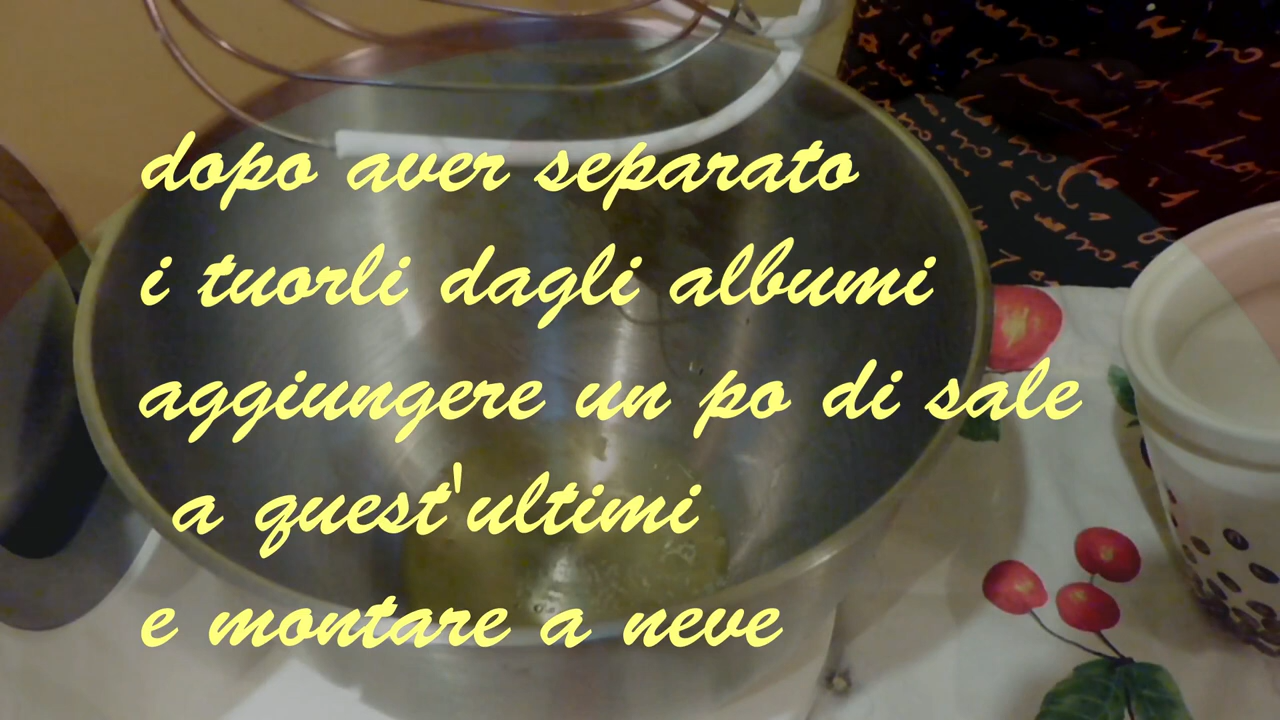 dopo aver separato
i tuorli dagli albumi
aggiungere un po di sale
a quest'ultimi
e montare a neve